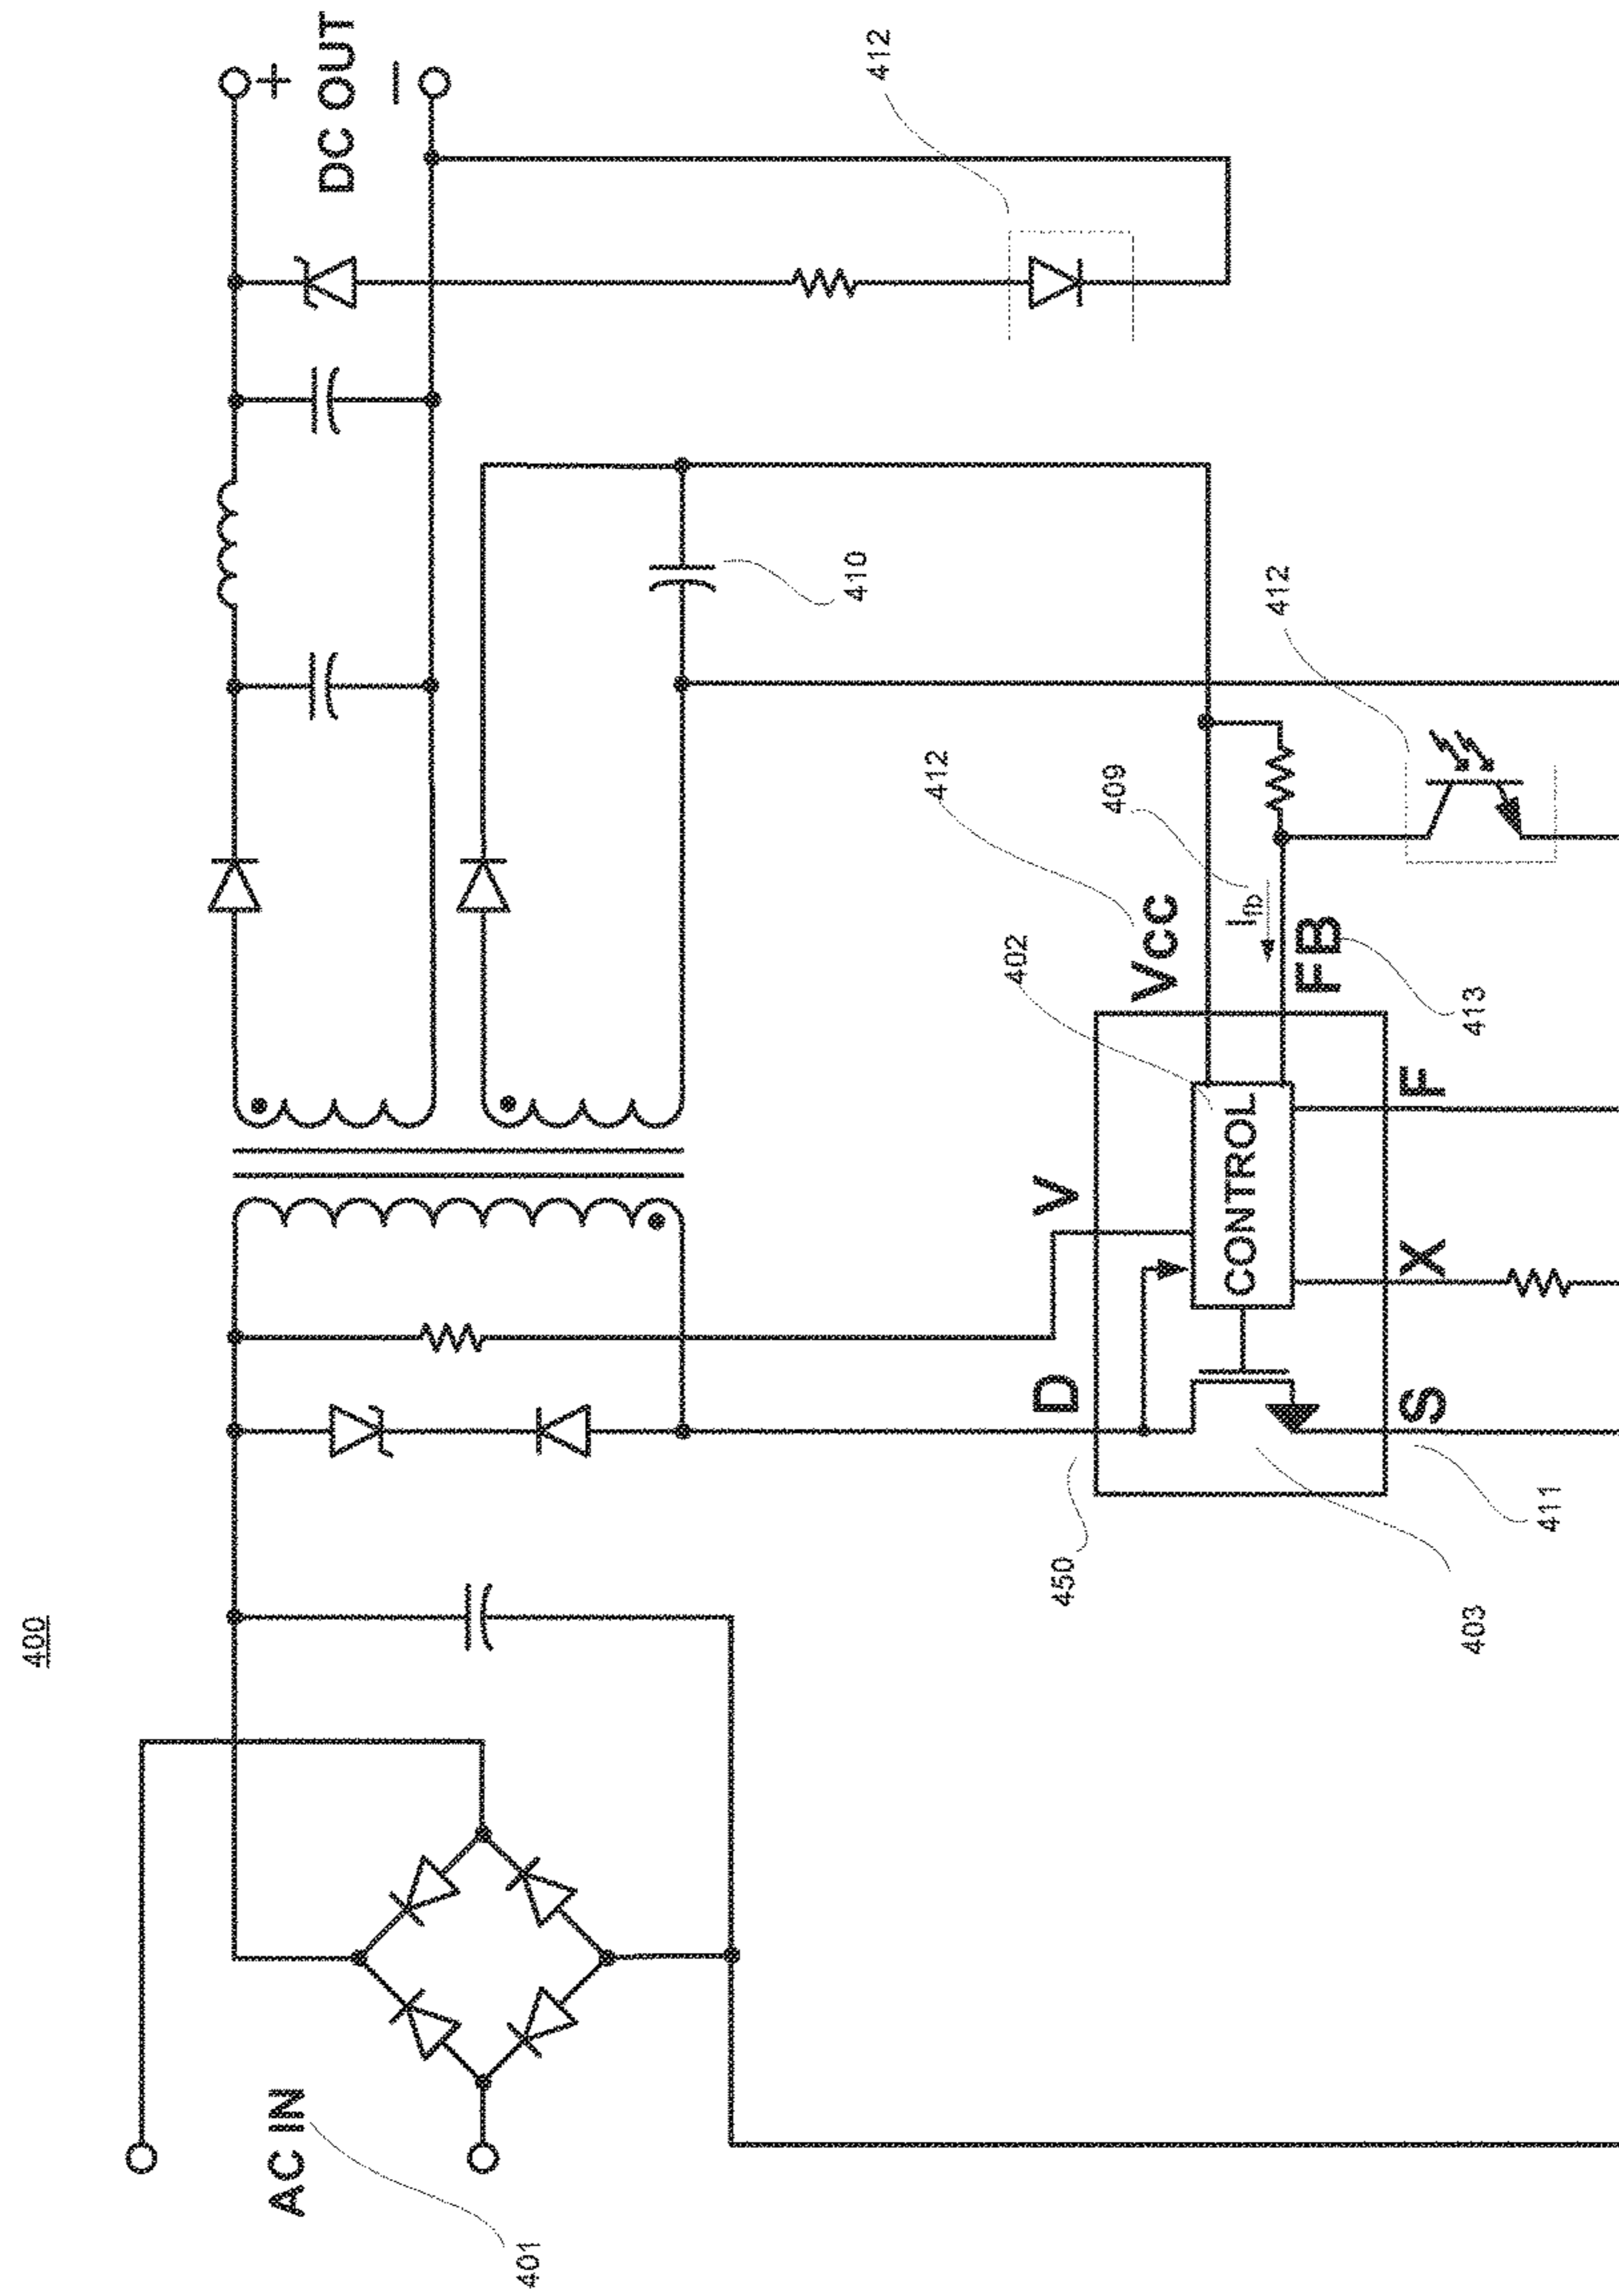 400
AC IN
401
+
DC OUT
−
412
410
412
412
409
Ifb
402
Vcc
FB
413
V
D
CONTROL
F
X
S
450
411
403